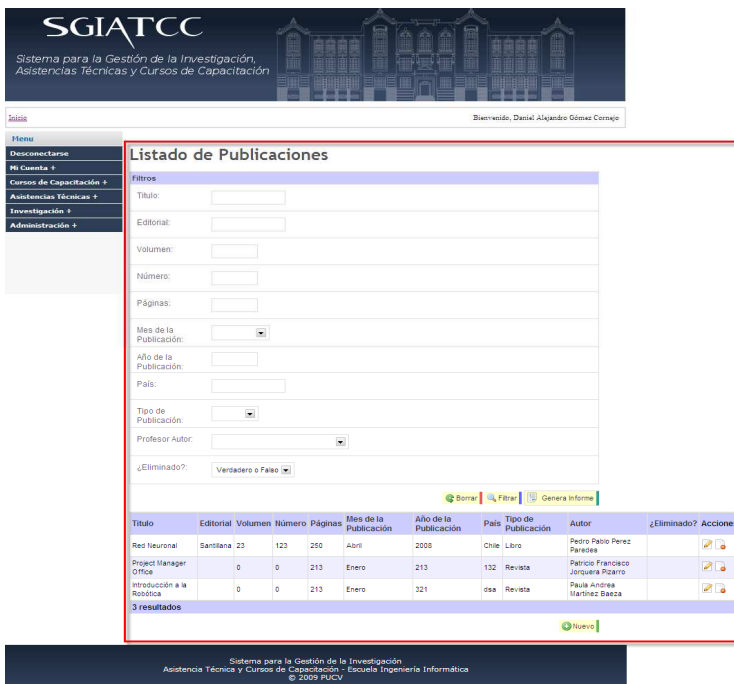 SGIATCC
Sistema para la Gestión de la Investigación,
Asistencias Técnicas y Cursos de Capacitación
Inicio
Bienvenido, Daniel Alejandro Gómez Cornejo
Menu
Desconectarse
Mi Cuenta +
Cursos de Capacitación +
Asistencias Técnicas +
Investigación +
Administración +
Listado de Publicaciones
Filtros
Titulo:
Editorial:
Volumen:
Número:
Páginas:
Mes de la
Publicación:
Año de la
Publicación:
País:
Tipo de
Publicación:
Profesor Autor:
¿Eliminado?: Verdadero o Falso
Borrar Filtrar Genera Informe
Titulo Editorial Volumen Número Páginas Mes de la Publicación Año de la Publicación País Tipo de Publicación Autor ¿Eliminado? Accione
Red Neuronal Santillana 23 123 250 Abril 2008 Chile Libro Pedro Pablo Perez Paredes
Project Manager Office 0 0 213 Enero 213 132 Revista Patricio Francisco Jorquera Pizarro
Introducción a la Robótica 0 0 213 Enero 321 dsa Revista Paula Andrea Martínez Baeza
3 resultados
Nuevo
Sistema para la Gestión de la Investigación
Asistencia Técnica y Cursos de Capacitación - Escuela Ingeniería Informática
© 2009 PUCV